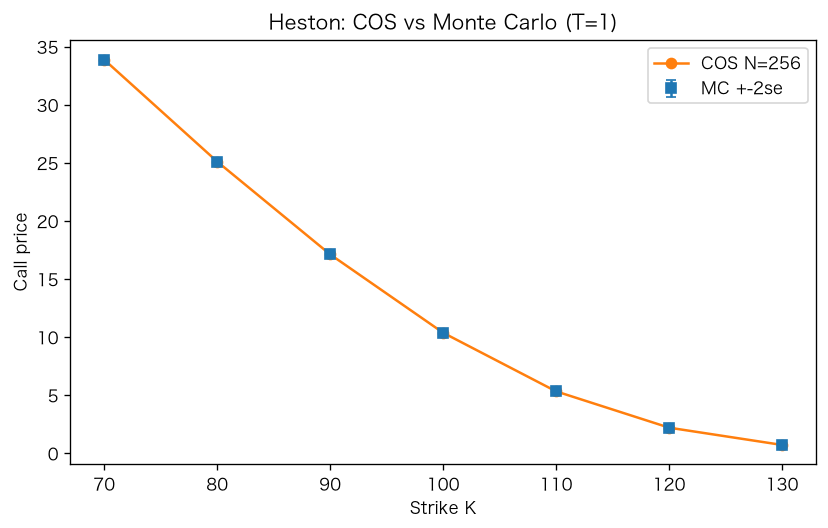 Heston: COS vs Monte Carlo (T=1)
COS N=256
MC +-2se
Call price
35
30
25
20
15
10
5
0
70 80 90 100 110 120 130
Strike K